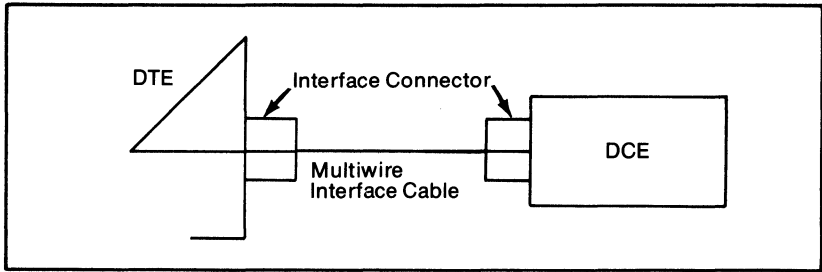 DTE
Interface Connector
DCE
Multiwire
Interface Cable